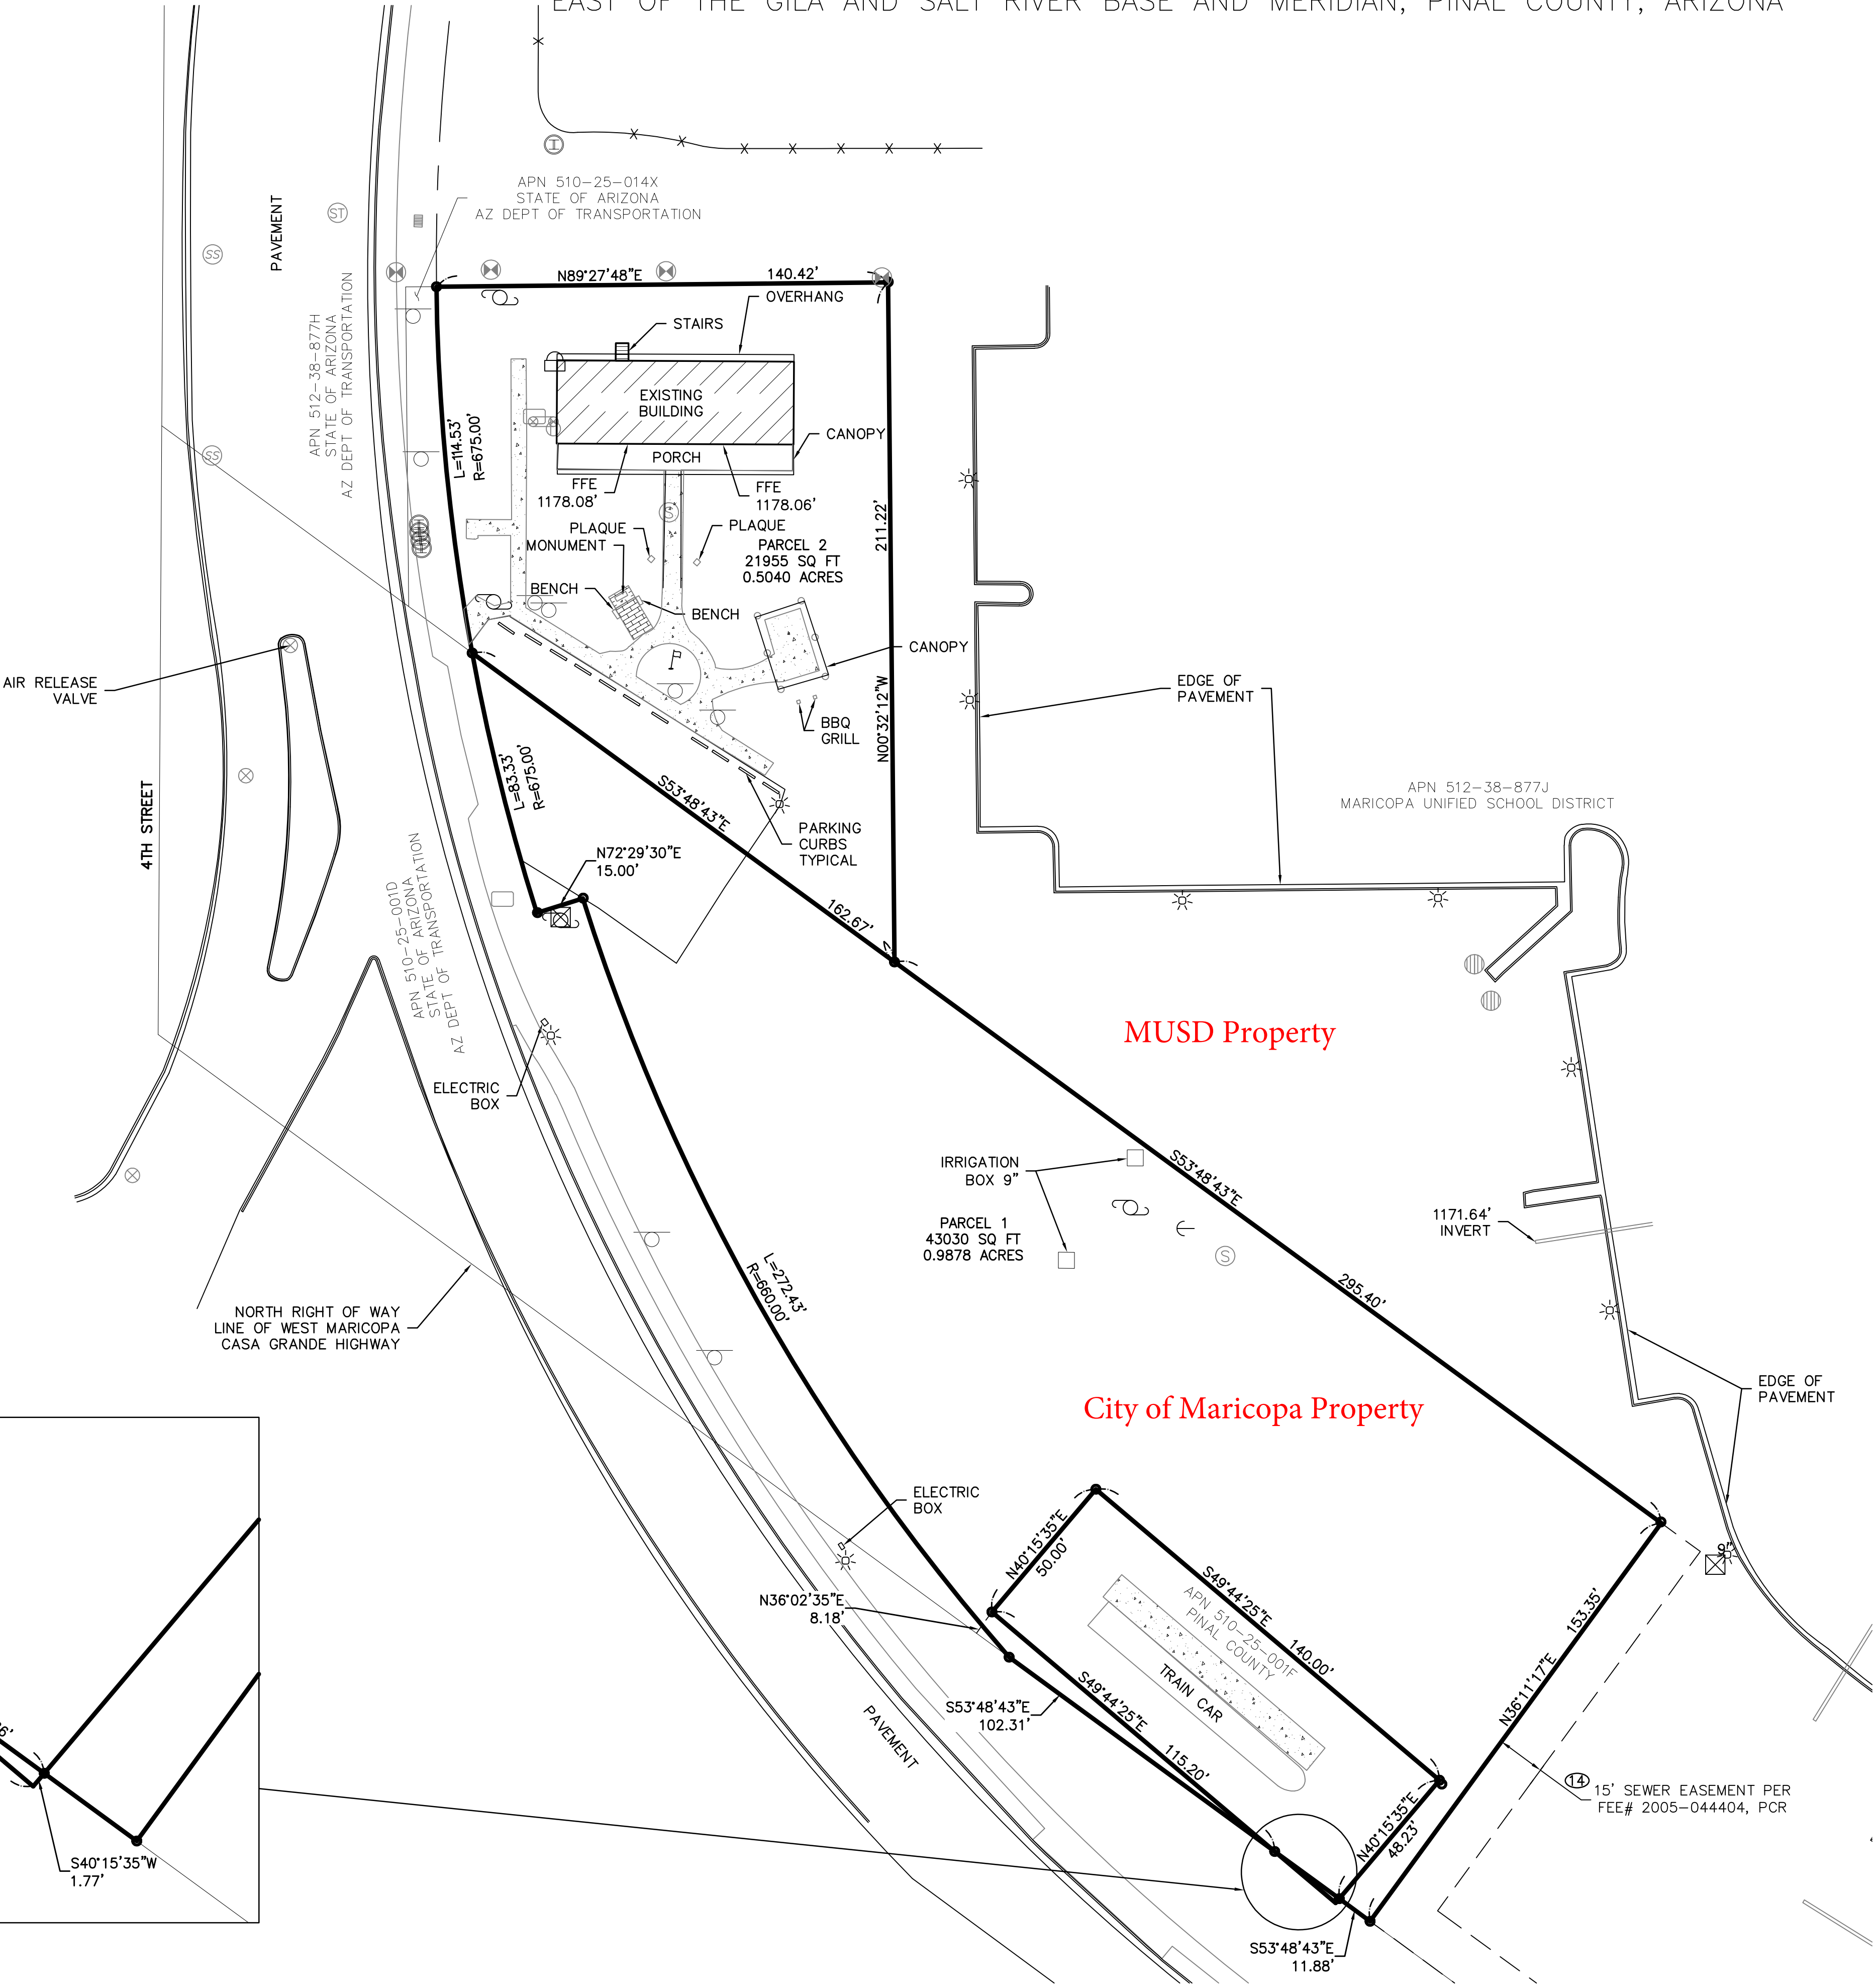 EAST OF THE GILA AND SALT RIVER BASE AND MERIDIAN, PINAL COUNTY, ARIZONA
APN 510-25-014X
STATE OF ARIZONA
AZ DEPT OF TRANSPORTATION
PAVEMENT
ST
SS
SS
APN 512-38-877H
STATE OF ARIZONA
AZ DEPT OF TRANSPORTATION
N89°27'48"E
140.42'
OVERHANG
STAIRS
EXISTING
BUILDING
CANOPY
PORCH
L=114.53'
R=675.00'
FFE
1178.08'
FFE
1178.06'
S
PLAQUE
PLAQUE
MONUMENT
PARCEL 2
21955 SQ FT
0.5040 ACRES
211.22'
N00°32'12"W
BENCH
BENCH
CANOPY
BBQ
GRILL
AIR RELEASE
VALVE
EDGE OF
PAVEMENT
4TH STREET
L=83.33'
R=675.00'
S53°48'43"E
162.67'
PARKING
CURBS
TYPICAL
N72°29'30"E
15.00'
APN 512-38-877J
MARICOPA UNIFIED SCHOOL DISTRICT
APN 510-25-001D
STATE OF ARIZONA
AZ DEPT OF TRANSPORTATION
MUSD Property
ELECTRIC
BOX
IRRIGATION
BOX 9"
S53°48'43"E
295.40'
PARCEL 1
43030 SQ FT
0.9878 ACRES
S
1171.64'
INVERT
L=272.43'
R=660.00'
NORTH RIGHT OF WAY
LINE OF WEST MARICOPA
CASA GRANDE HIGHWAY
EDGE OF
PAVEMENT
City of Maricopa Property
ELECTRIC
BOX
N40°15'35"E
50.00'
N36°02'35"E
8.18'
S49°44'25"E
140.00'
APN 510-25-001F
PINAL COUNTY
TRAIN CAR
9"
153.35'
N36°11'17"E
S53°48'43"E
102.31'
S49°44'25"E
115.20'
PAVEMENT
14
15' SEWER EASEMENT PER
FEE# 2005-044404, PCR
N40°15'35"E
48.23'
S40°15'35"W
1.77'
S53°48'43"E
11.88'